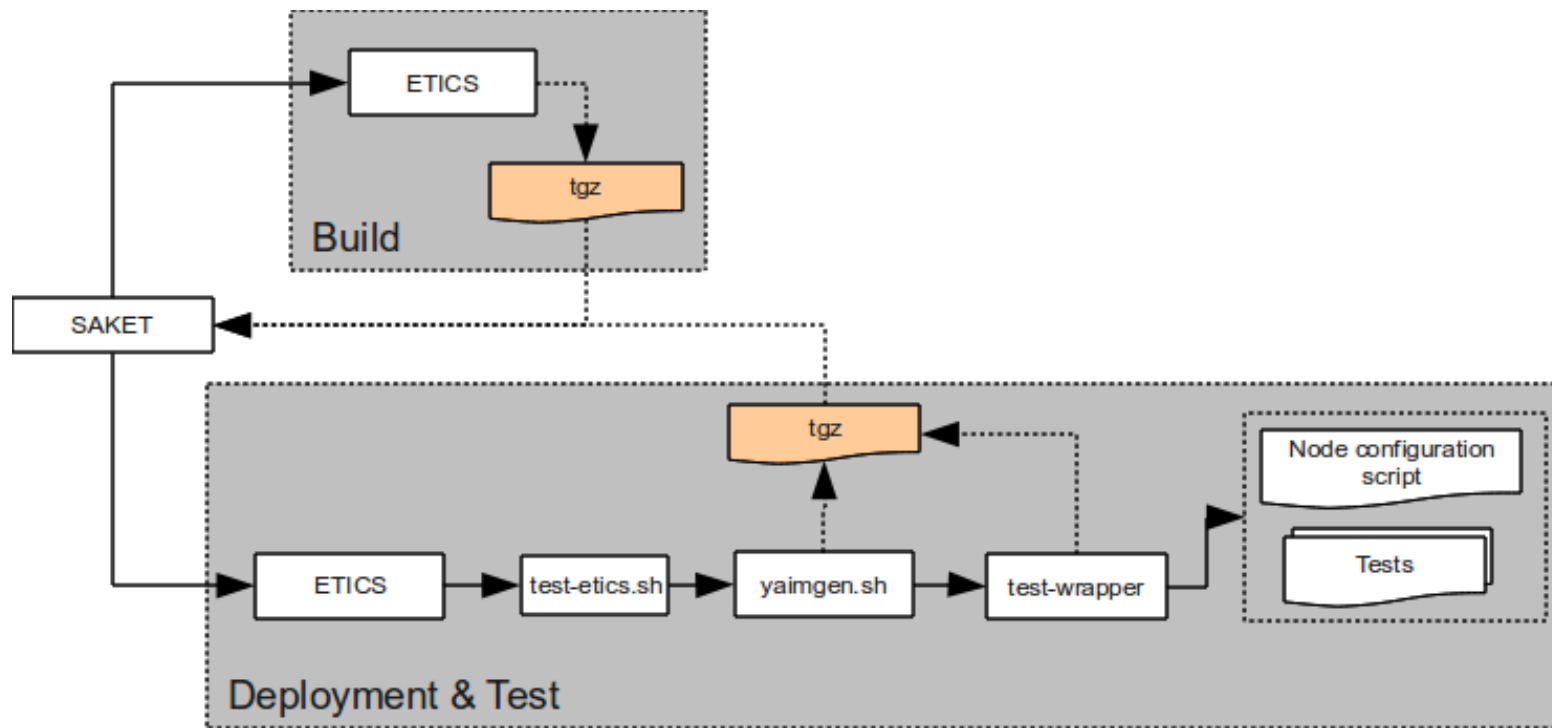 ETICS
tgz
Build
SAKET
tgz
Node configuration
script
Tests
ETICS
test-etics.sh
yaimgen.sh
test-wrapper
Deployment & Test